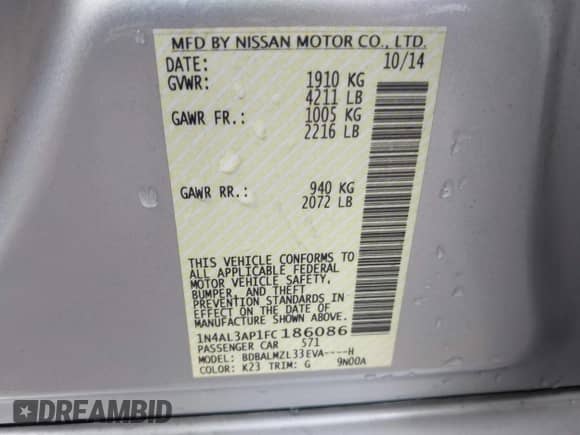 MFD BY NISSAN MOTOR CO., LTD.
DATE: 10/14
GVWR: 1910 KG
4211 LB
GAWR FR.: 1005 KG
2216 LB
GAWR RR.: 940 KG
2072 LB
THIS VEHICLE CONFORMS TO
ALL APPLICABLE FEDERAL
MOTOR VEHICLE SAFETY,
BUMPER, AND THEFT
PREVENTION STANDARDS IN
EFFECT ON THE DATE OF
MANUFACTURE SHOWN ABOVE.
1N4AL3AP1FC186086
PASSENGER CAR 571
MODEL: BDBALMZL33EVA----H
COLOR: K23 TRIM: G 9N00A
DREAMBID